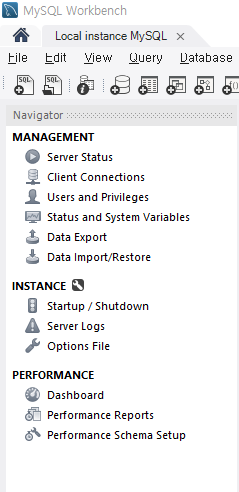 MySQL Workbench
Local instance MySQL
File Edit View Query Database
SQL SQL
Navigator
MANAGEMENT
Server Status
Client Connections
Users and Privileges
Status and System Variables
Data Export
Data Import/Restore
INSTANCE
Startup / Shutdown
Server Logs
Options File
PERFORMANCE
Dashboard
Performance Reports
Performance Schema Setup